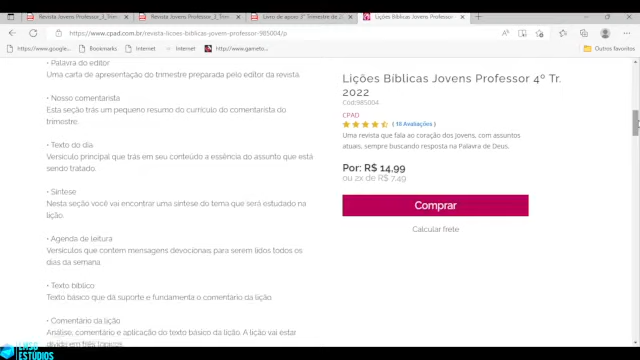 Revista Jovens Professor_3_Trim
Revista Jovens Professor_3_Trim
Livro de apoio 3° Trimestre de
Lições Bíblicas Jovens Professor
https://www.cpad.com.br/revista-licoes-biblicas-jovem-professor-985004/p
https://www.google...
Bookmarks
Internet
Internet
http://www.gameto...
Outros favoritos
• Palavra do editor
Uma carta de apresentação do trimestre preparada pelo editor da revista.
• Nosso comentarista
Esta seção trás um pequeno resumo do currículo do comentarista do
trimestre.
• Texto do dia
Versículo principal que trás em seu conteúdo a essência do assunto que está
sendo tratado.
• Síntese
Nesta seção você vai encontrar uma síntese do tema que será estudado na
lição.
• Agenda de leitura
Versículos que contem mensagens devocionais para serem lidos todos os
dias da semana.
• Texto bíblico
Texto básico que dá suporte e fundamenta o comentário da lição.
• Comentário da lição
Análise, comentário e aplicação do texto básico da lição. A lição vai estar
dividia em três tópicos.
Lições Bíblicas Jovens Professor 4º Tr.
2022
Cód:985004
CPAD
( 18 Avaliações )
Uma revista que fala ao coração dos jovens, com assuntos
atuais, sempre buscando resposta na Palavra de Deus.
Por: R$ 14,99
ou 2x de R$ 7,49
Comprar
Calcular frete
ESTÚDIOS